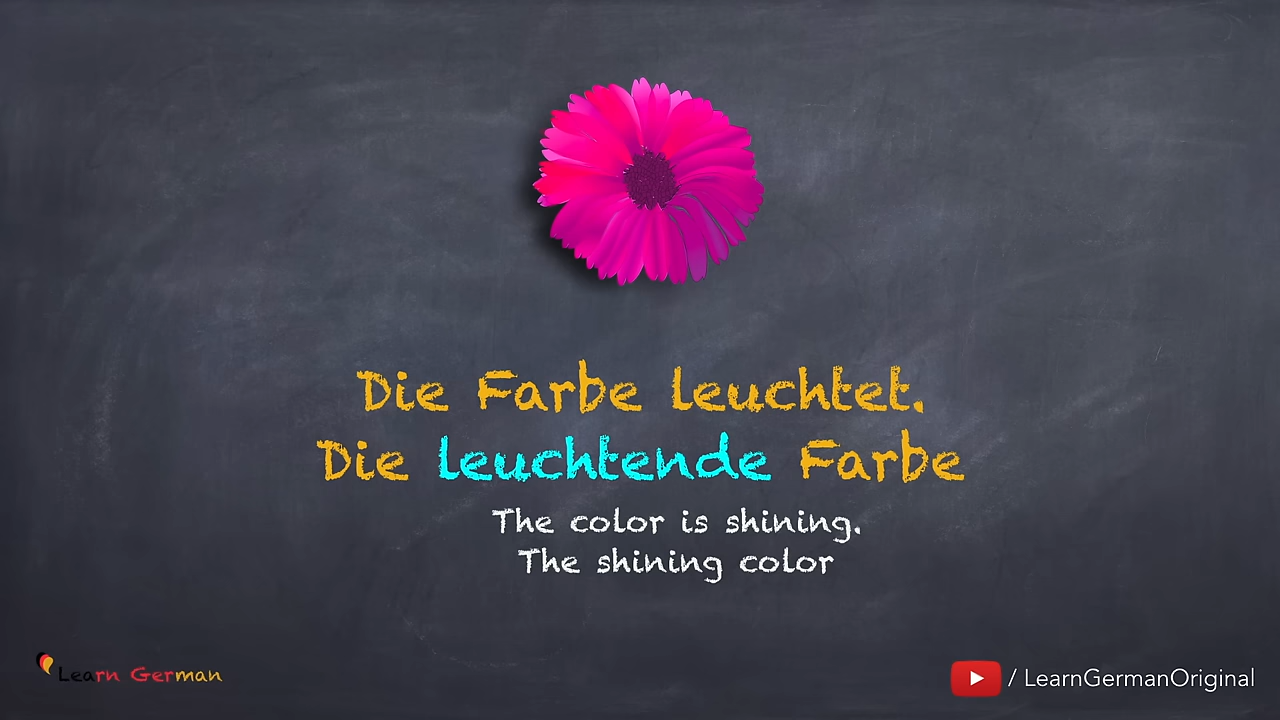 Die Farbe leuchtet.
Die leuchtende Farbe
The color is shining.
The shining color
Learn German
/ LearnGermanOriginal